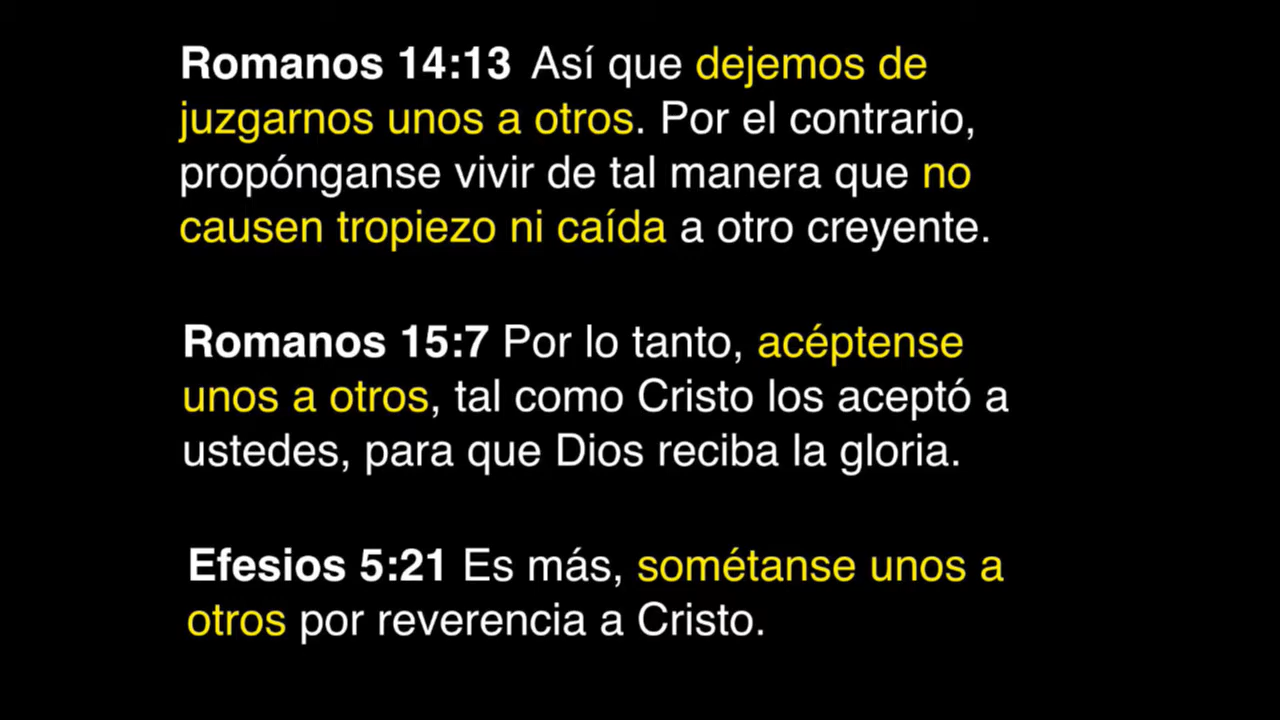 Romanos 14:13 Así que dejemos de
juzgarnos unos a otros. Por el contrario,
propónganse vivir de tal manera que no
causen tropiezo ni caída a otro creyente.
Romanos 15:7 Por lo tanto, acéptense
unos a otros, tal como Cristo los aceptó a
ustedes, para que Dios reciba la gloria.
Efesios 5:21 Es más, sométanse unos a
otros por reverencia a Cristo.